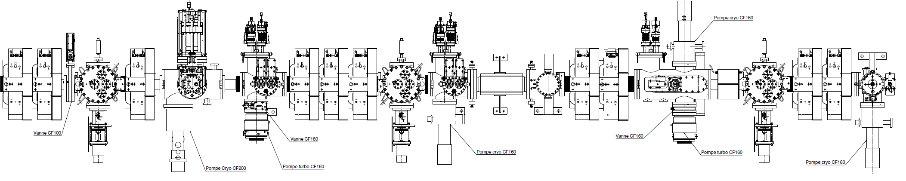 Pompe cryo CF160
Vanne CF100
Vanne CF160
Pompe Cryo CF200
Pompe turbo CF160
Pompe cryo CF160
Vanne CF160
Pompe turbo CF160
Pompe cryo CF160